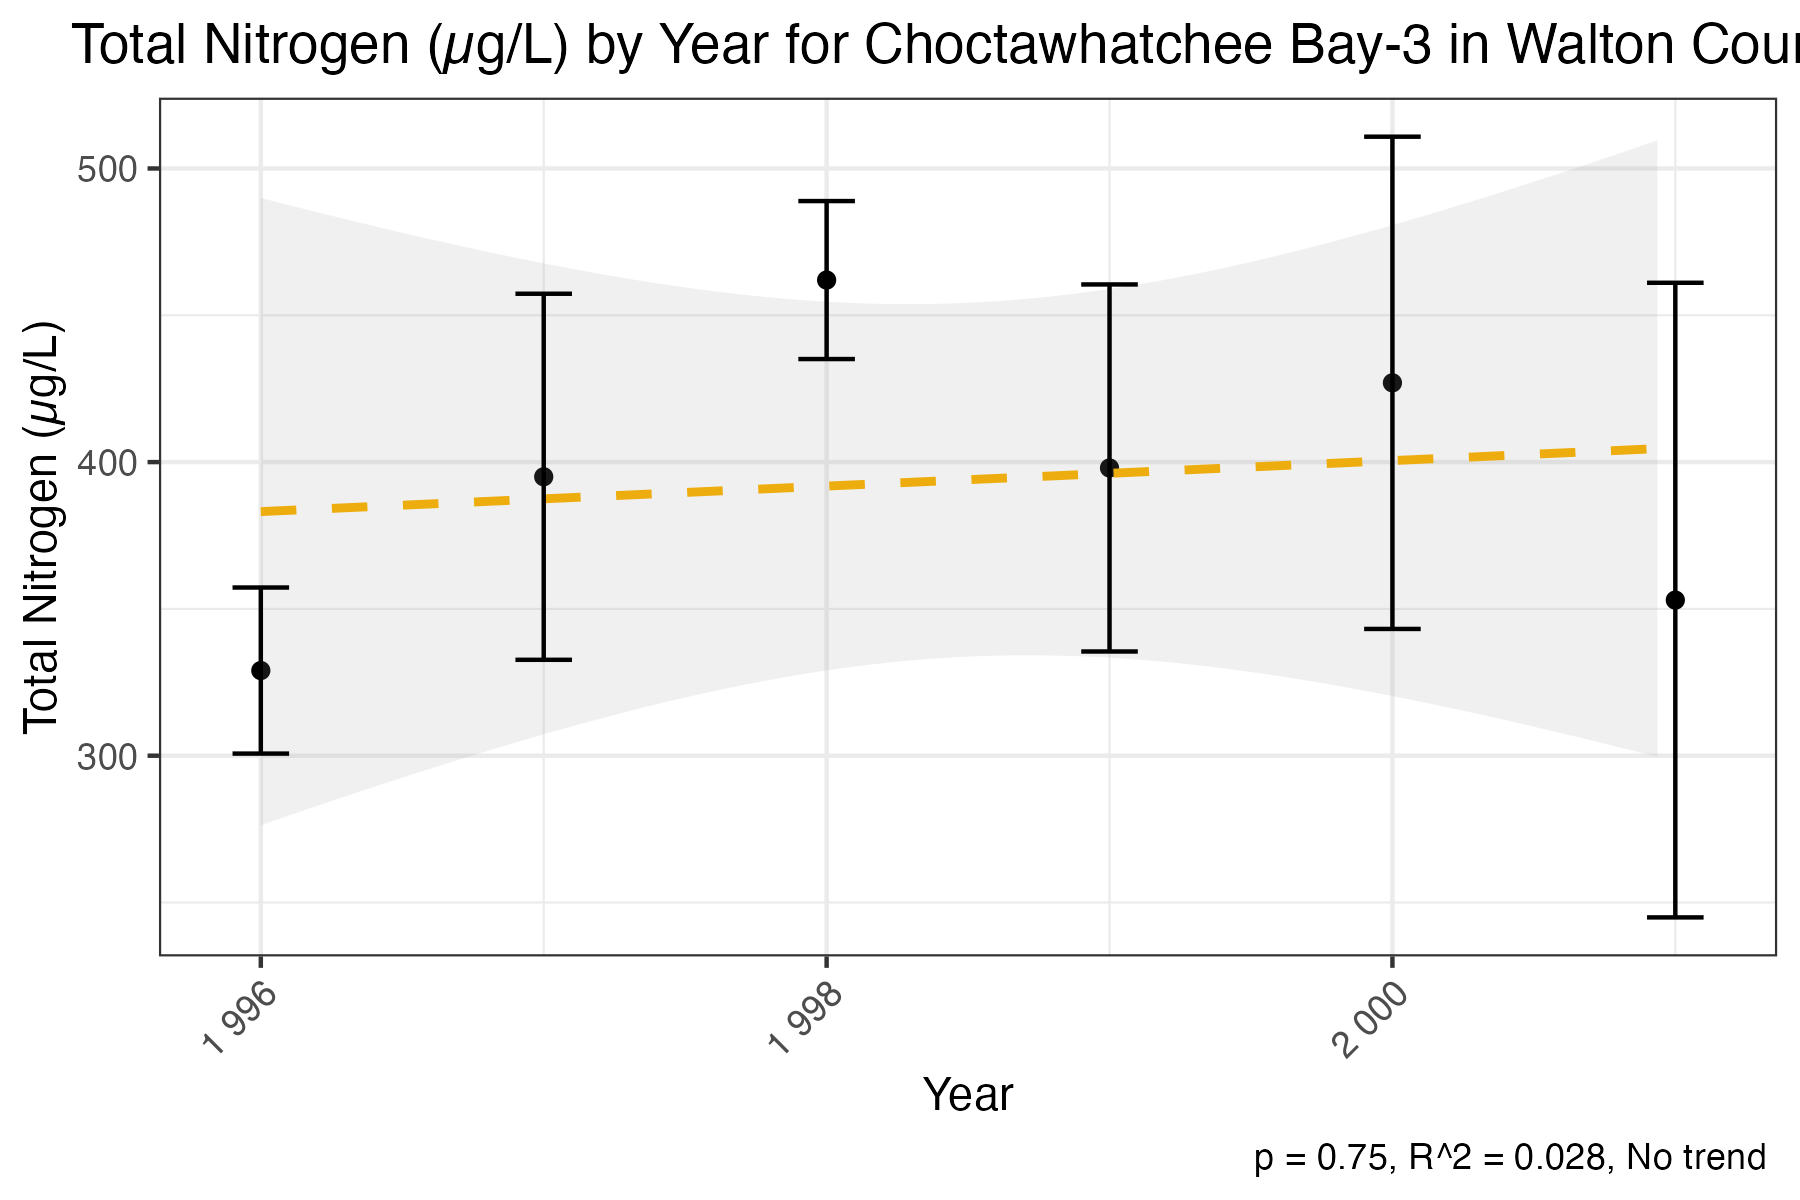 Total Nitrogen (µg/L) by Year for Choctawhatchee Bay-3 in Walton Cour
Total Nitrogen (µg/L)
500
400
300
1 996
1 998
2 000
Year
p = 0.75, R^2 = 0.028, No trend